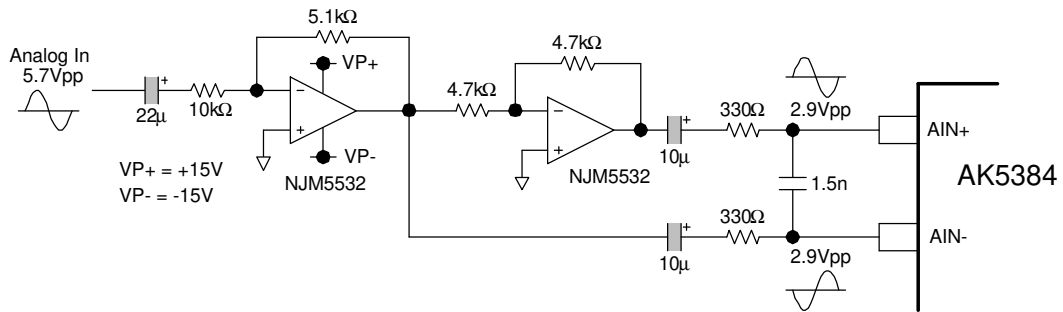 5.1kΩ
Analog In
5.7Vpp
VP+
4.7kΩ
4.7kΩ
330Ω
2.9Vpp
+
22µ
10kΩ
−
+
−
+
+
10µ
AIN+
VP-
NJM5532
NJM5532
VP+ = +15V
VP- = -15V
1.5n
AK5384
330Ω
+
10µ
AIN-
2.9Vpp